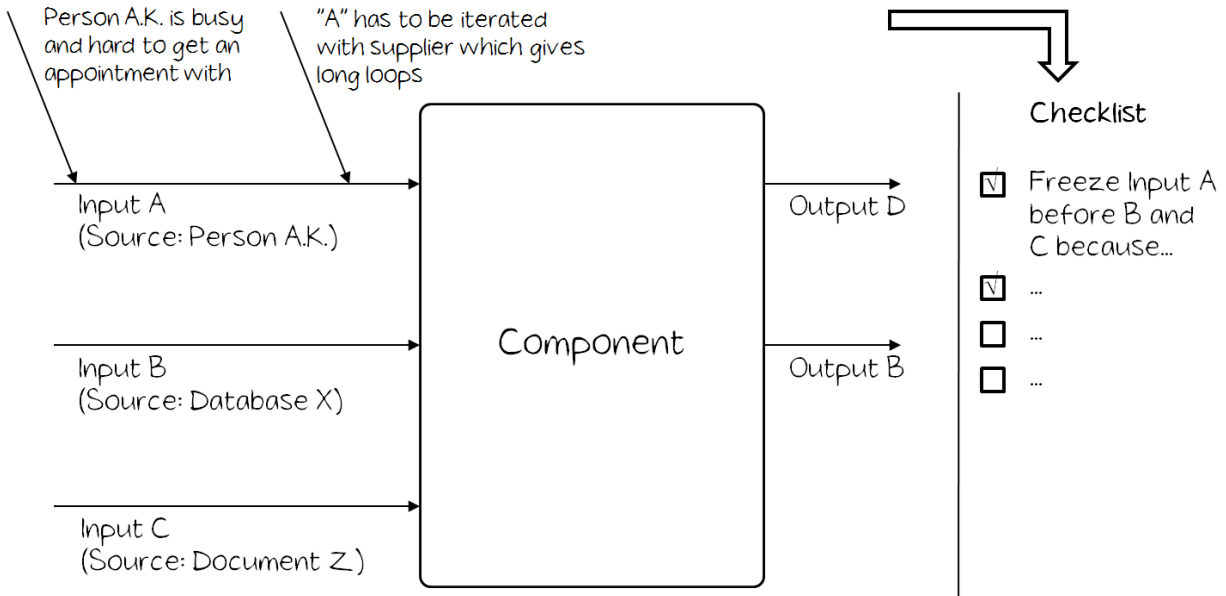 Person A.K. is busy
and hard to get an
appointment with
"A" has to be iterated
with supplier which gives
long loops
Input A
(Source: Person A.K.)
Input B
(Source: Database X)
Input C
(Source: Document Z)
Component
Output D
Output B
Checklist
Freeze Input A
before B and
C because...
...
...
...